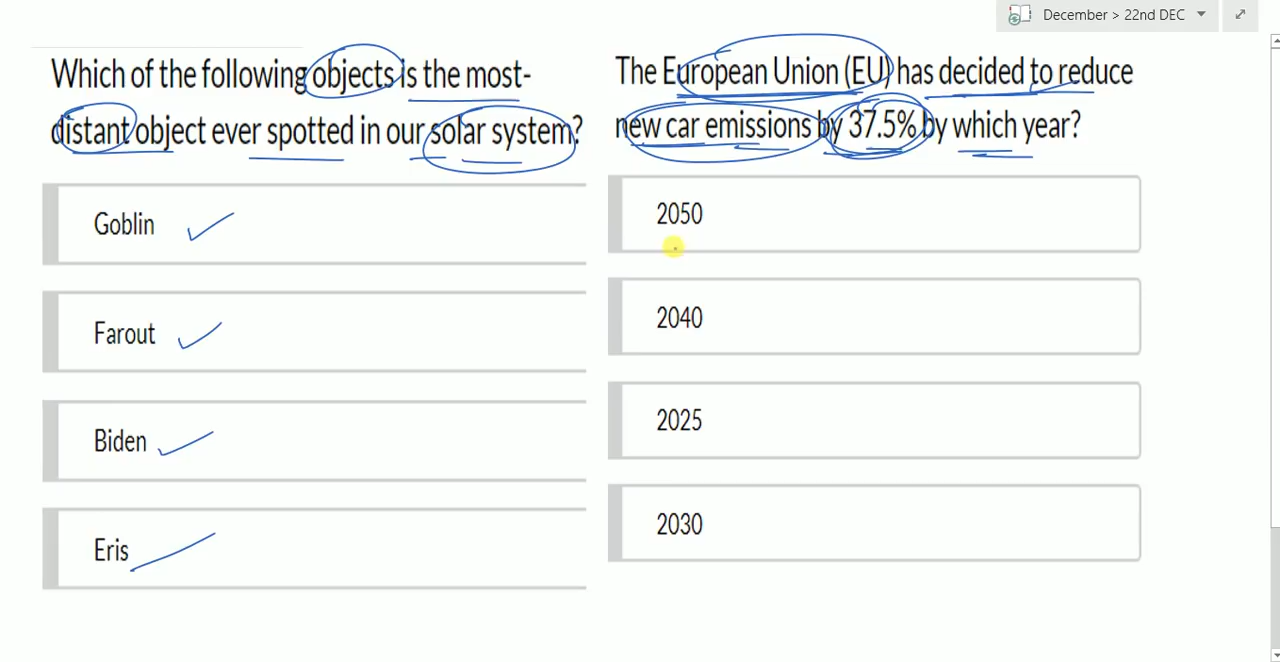 December > 22nd DEC
Which of the following objects is the most-
distant object ever spotted in our solar system?
Goblin
Farout
Biden
Eris
The European Union (EU) has decided to reduce
new car emissions by 37.5% by which year?
2050
2040
2025
2030